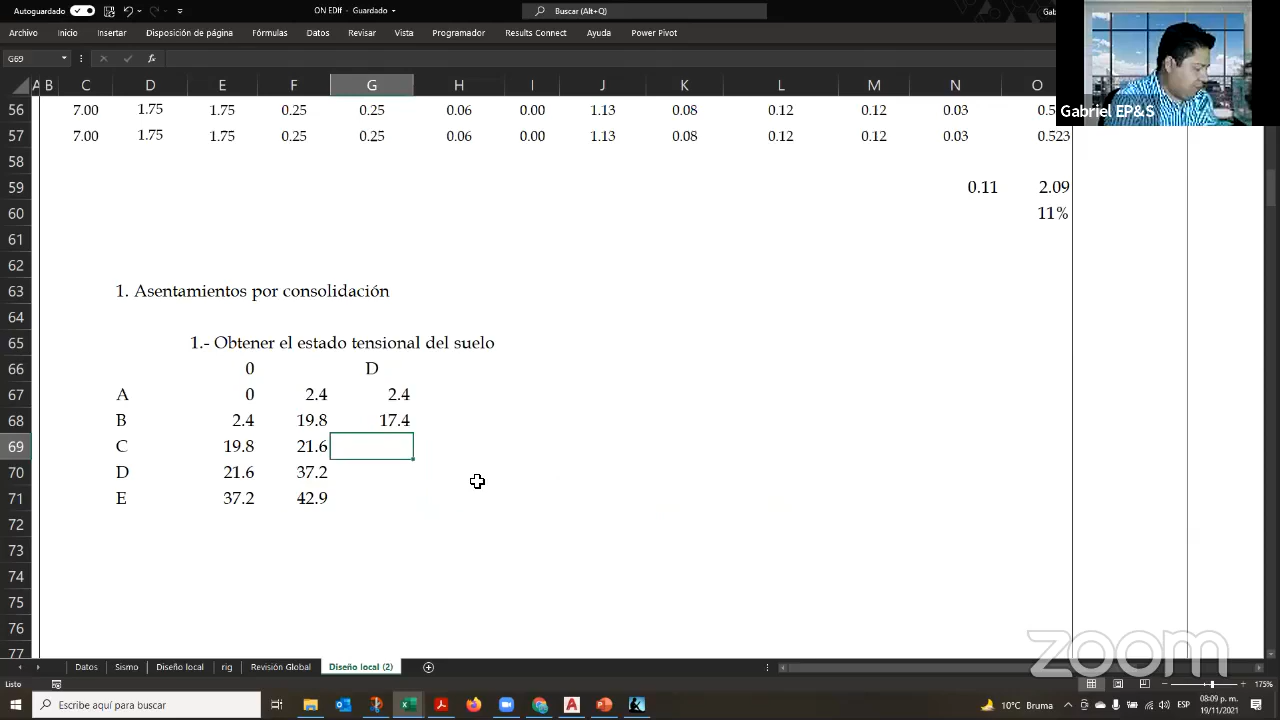 Autoguardado
ON EDIf - Guardado
Buscar (Alt+Q)
Archivo Inicio Insertar Disposición de página Fórmulas Datos Revisar Vista Programador Results Connect Ayuda Power Pivot
G69 fx
A B C D E F G H I J K L M N O
56 7.00 1.75 1.75 0.25 0.25 0.06 0.00 1.13 0.08 0.12 0.12 0.03 0.5
57 7.00 1.75 1.75 0.25 0.25 0.06 0.00 1.13 0.08 0.12 0.12 0.03 0.523
58
59 0.11 2.09
60 11%
61
62
63 1. Asentamientos por consolidación
64
65 1.- Obtener el estado tensional del suelo
66 0 D
67 A 0 2.4 2.4
68 B 2.4 19.8 17.4
69 C 19.8 21.6
70 D 21.6 37.2
71 E 37.2 42.9
72
73
74
75
76
77
Gabriel EP&S
zoom
Datos Sismo Diseño local rig Revisión Global Diseño local (2)
Listo 175%
Escribe aquí para buscar
10°C Bruma ESP 08:09 p. m.
19/11/2021